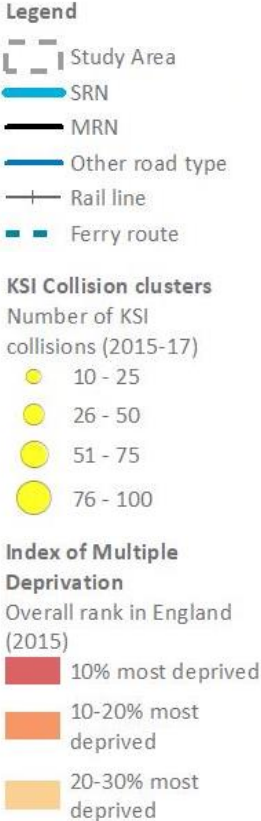 Legend
Study Area
SRN
MRN
Other road type
Rail line
Ferry route
KSI Collision clusters
Number of KSI
collisions (2015-17)
10 - 25
26 - 50
51 - 75
76 - 100
Index of Multiple
Deprivation
Overall rank in England
(2015)
10% most deprived
10-20% most
deprived
20-30% most
deprived